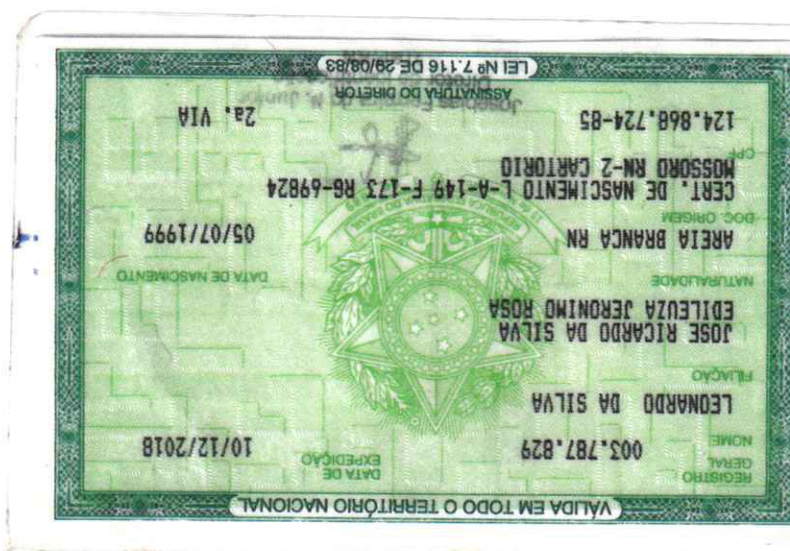 VÁLIDA EM TODO O TERRITÓRIO NACIONAL
REGISTRO GERAL 003.787.829 DATA DE EXPEDIÇÃO 10/12/2018
NOME
LEONARDO DA SILVA
FILIAÇÃO
JOSE RICARDO DA SILVA
EDILEUZA JERONIMO ROSA
NATURALIDADE DATA DE NASCIMENTO
AREIA BRANCA RN 05/07/1999
DOC. ORIGEM
CERT. DE NASCIMENTO L-A-149 F-173 RG-69824
MOSSORO RN-2 CARTORIO
CPF
124.868.724-85 2a. VIA
ASSINATURA DO DIRETOR
LEI Nº 7.116 DE 29/08/83